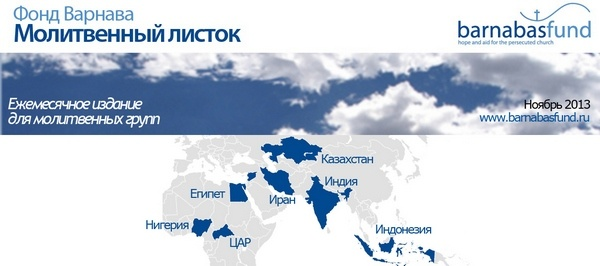 Фонд Варнава
Молитвенный листок
barnabasfund
hope and aid for the persecuted church
Ежемесячное издание
для молитвенных групп
Ноябрь 2013
www.barnabasfund.ru
Казахстан
Индия
Египет
Иран
Нигерия
ЦАР
Индонезия